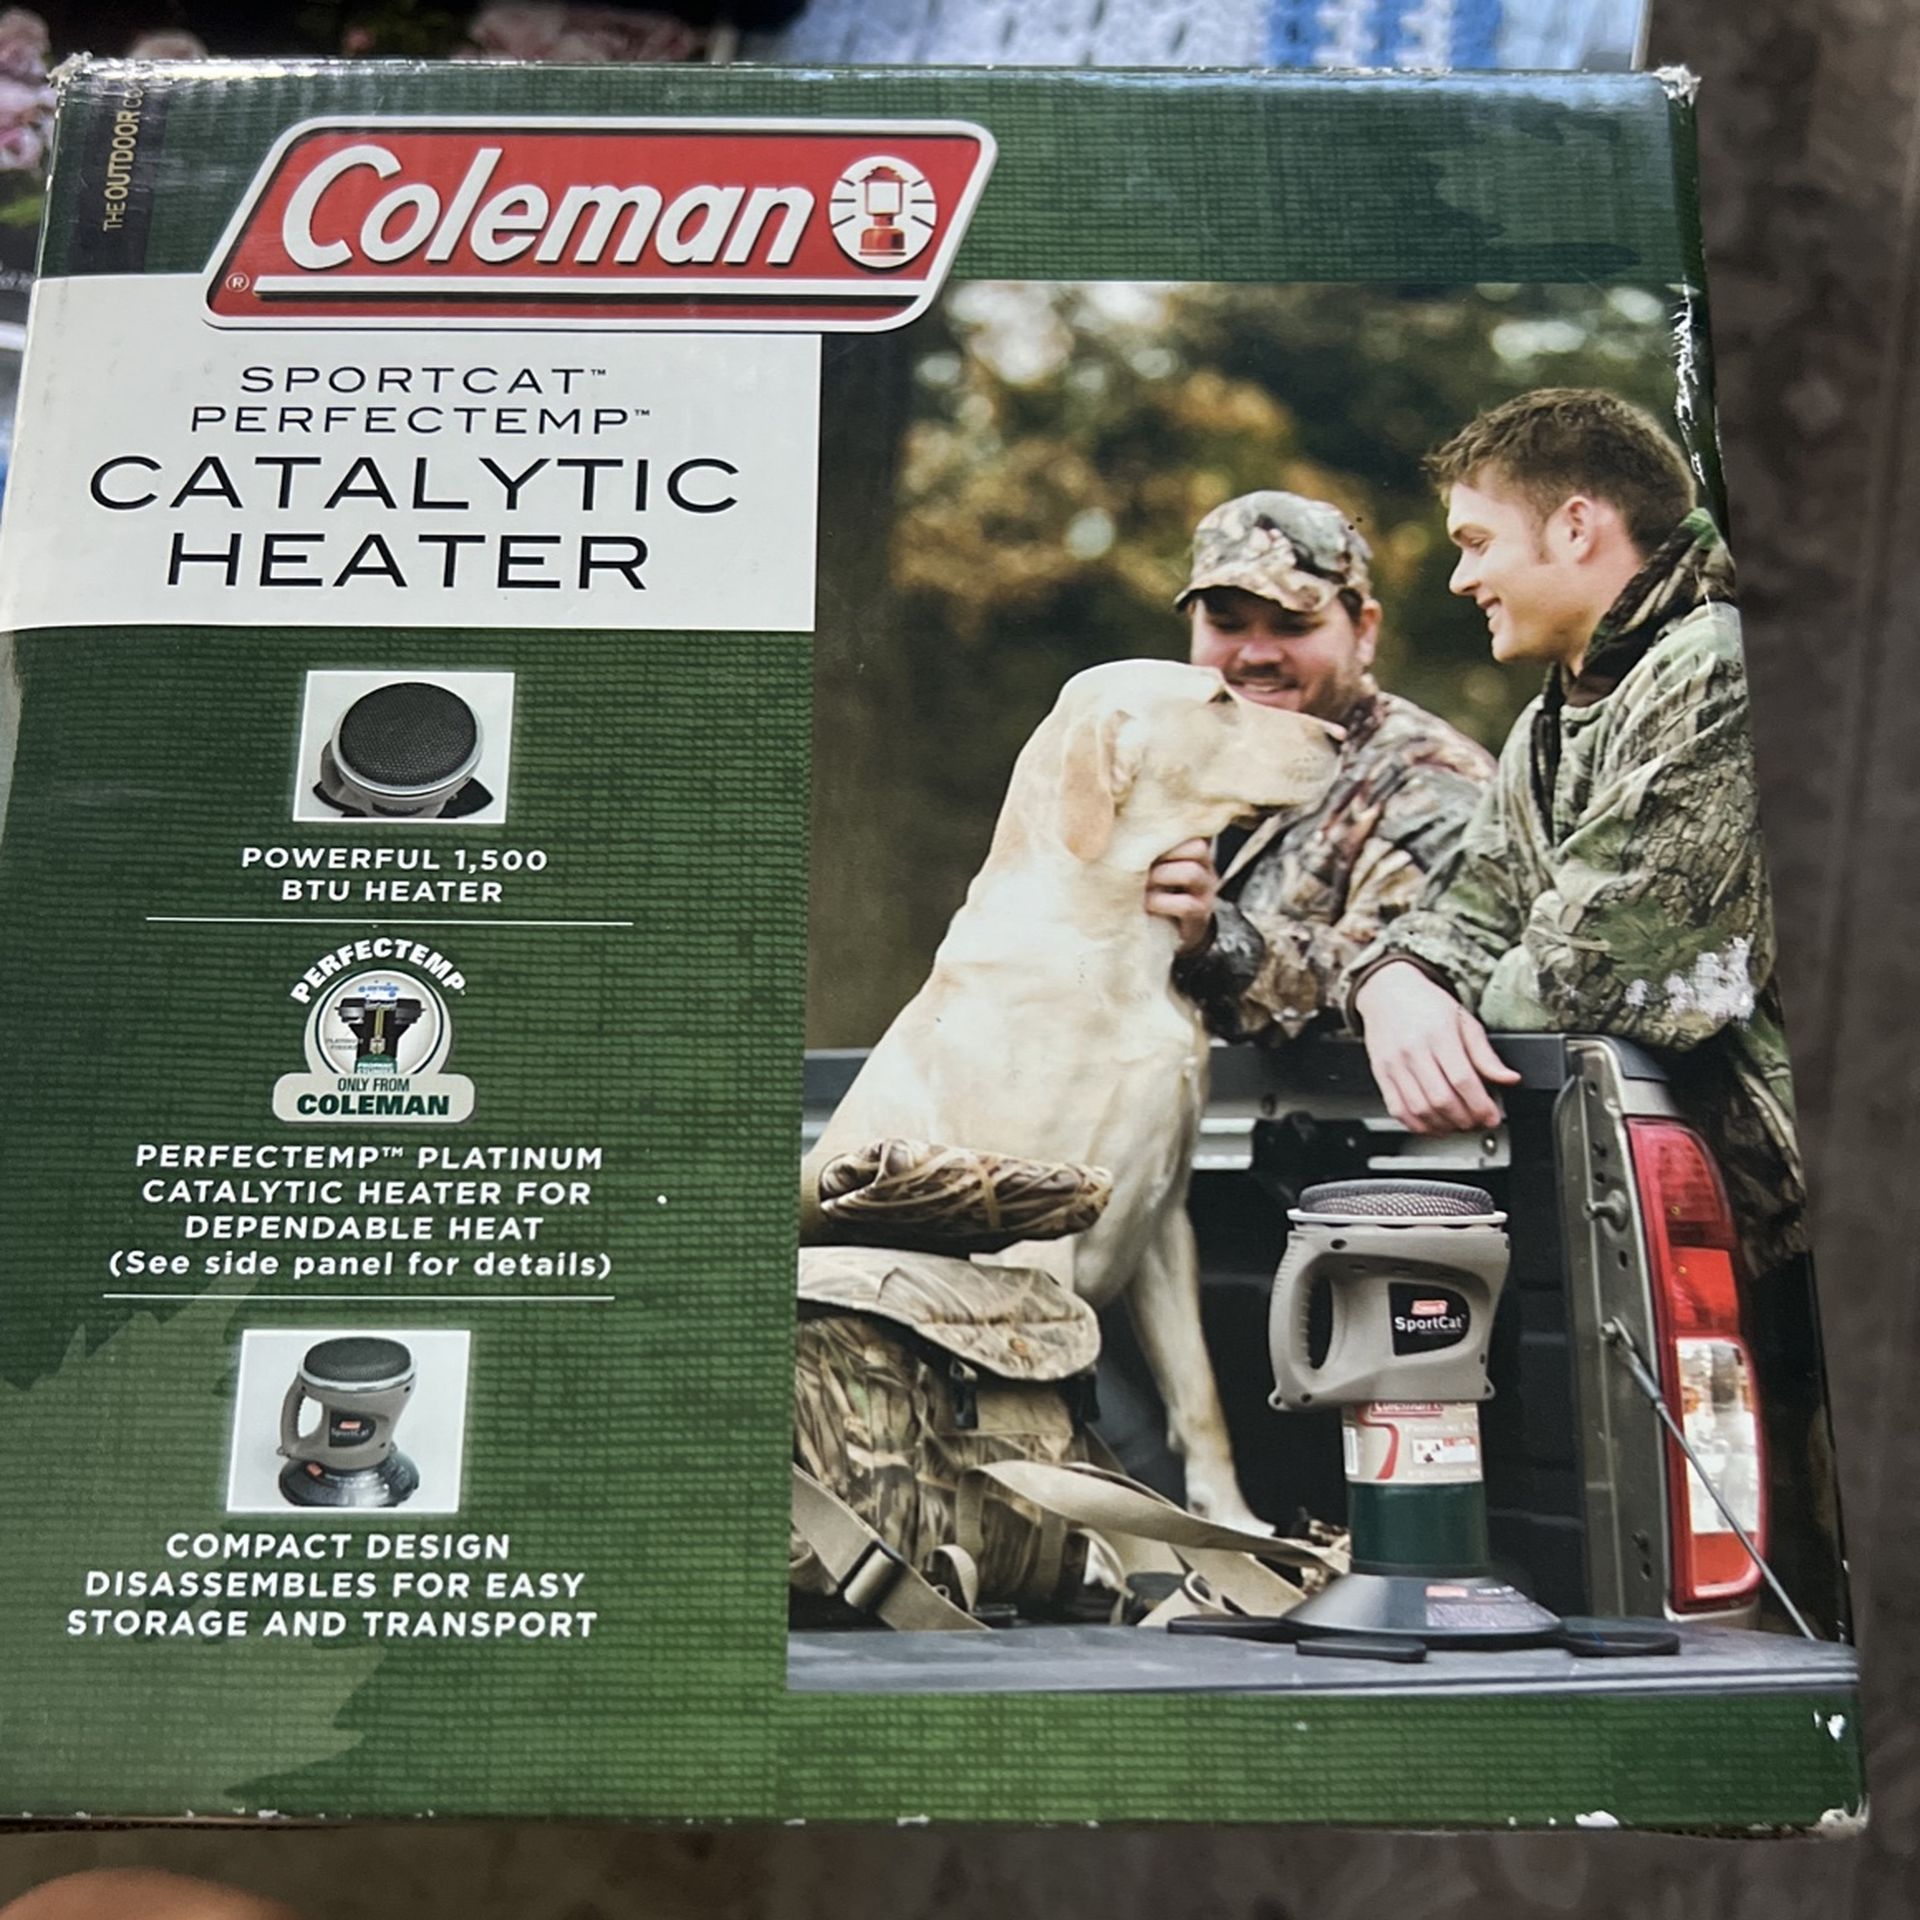 THE OUTDOOR CO
Coleman
®
SPORTCAT™
PERFECTEMP™
CATALYTIC
HEATER
POWERFUL 1,500
BTU HEATER
PERFECTEMP
ONLY FROM
COLEMAN
PERFECTEMP™ PLATINUM
CATALYTIC HEATER FOR
DEPENDABLE HEAT
(See side panel for details)
SportCat
COMPACT DESIGN
DISASSEMBLES FOR EASY
STORAGE AND TRANSPORT
SportCat™
Coleman